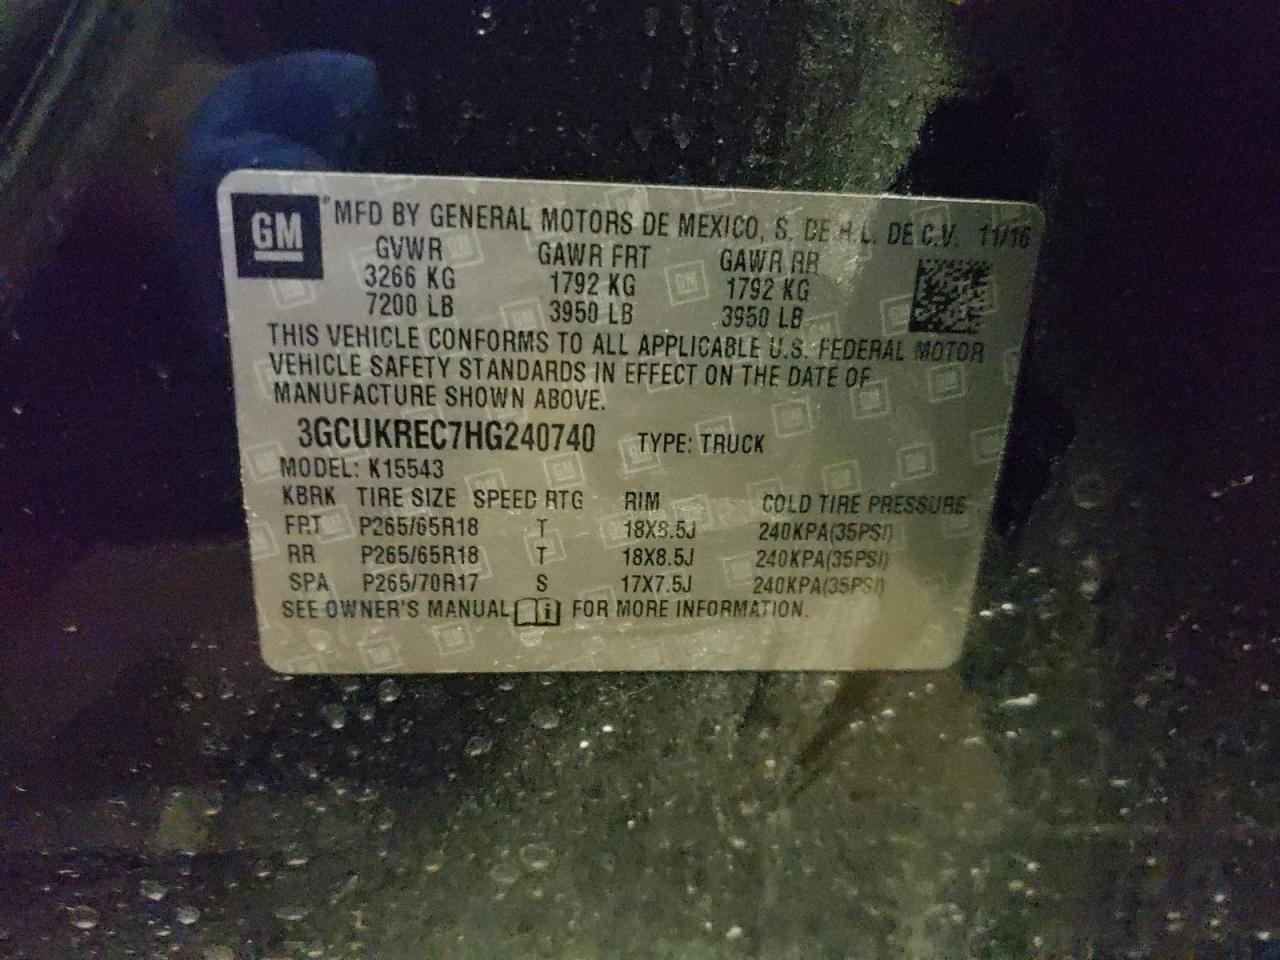 GM
MFD BY GENERAL MOTORS DE MEXICO, S. DE R.L. DE C.V. 11/16
GVWR GAWR FRT GAWR RR
3266 KG 1792 KG 1792 KG
7200 LB 3950 LB 3950 LB
THIS VEHICLE CONFORMS TO ALL APPLICABLE U.S. FEDERAL MOTOR
VEHICLE SAFETY STANDARDS IN EFFECT ON THE DATE OF
MANUFACTURE SHOWN ABOVE.
3GCUKREC7HG240740 TYPE: TRUCK
MODEL: K15543
KBRK TIRE SIZE SPEED RTG RIM COLD TIRE PRESSURE
FRT P265/65R18 T 18X8.5J 240KPA(35PSI)
RR P265/65R18 T 18X8.5J 240KPA(35PSI)
SPA P265/70R17 S 17X7.5J 240KPA(35PSI)
SEE OWNER'S MANUAL i FOR MORE INFORMATION.